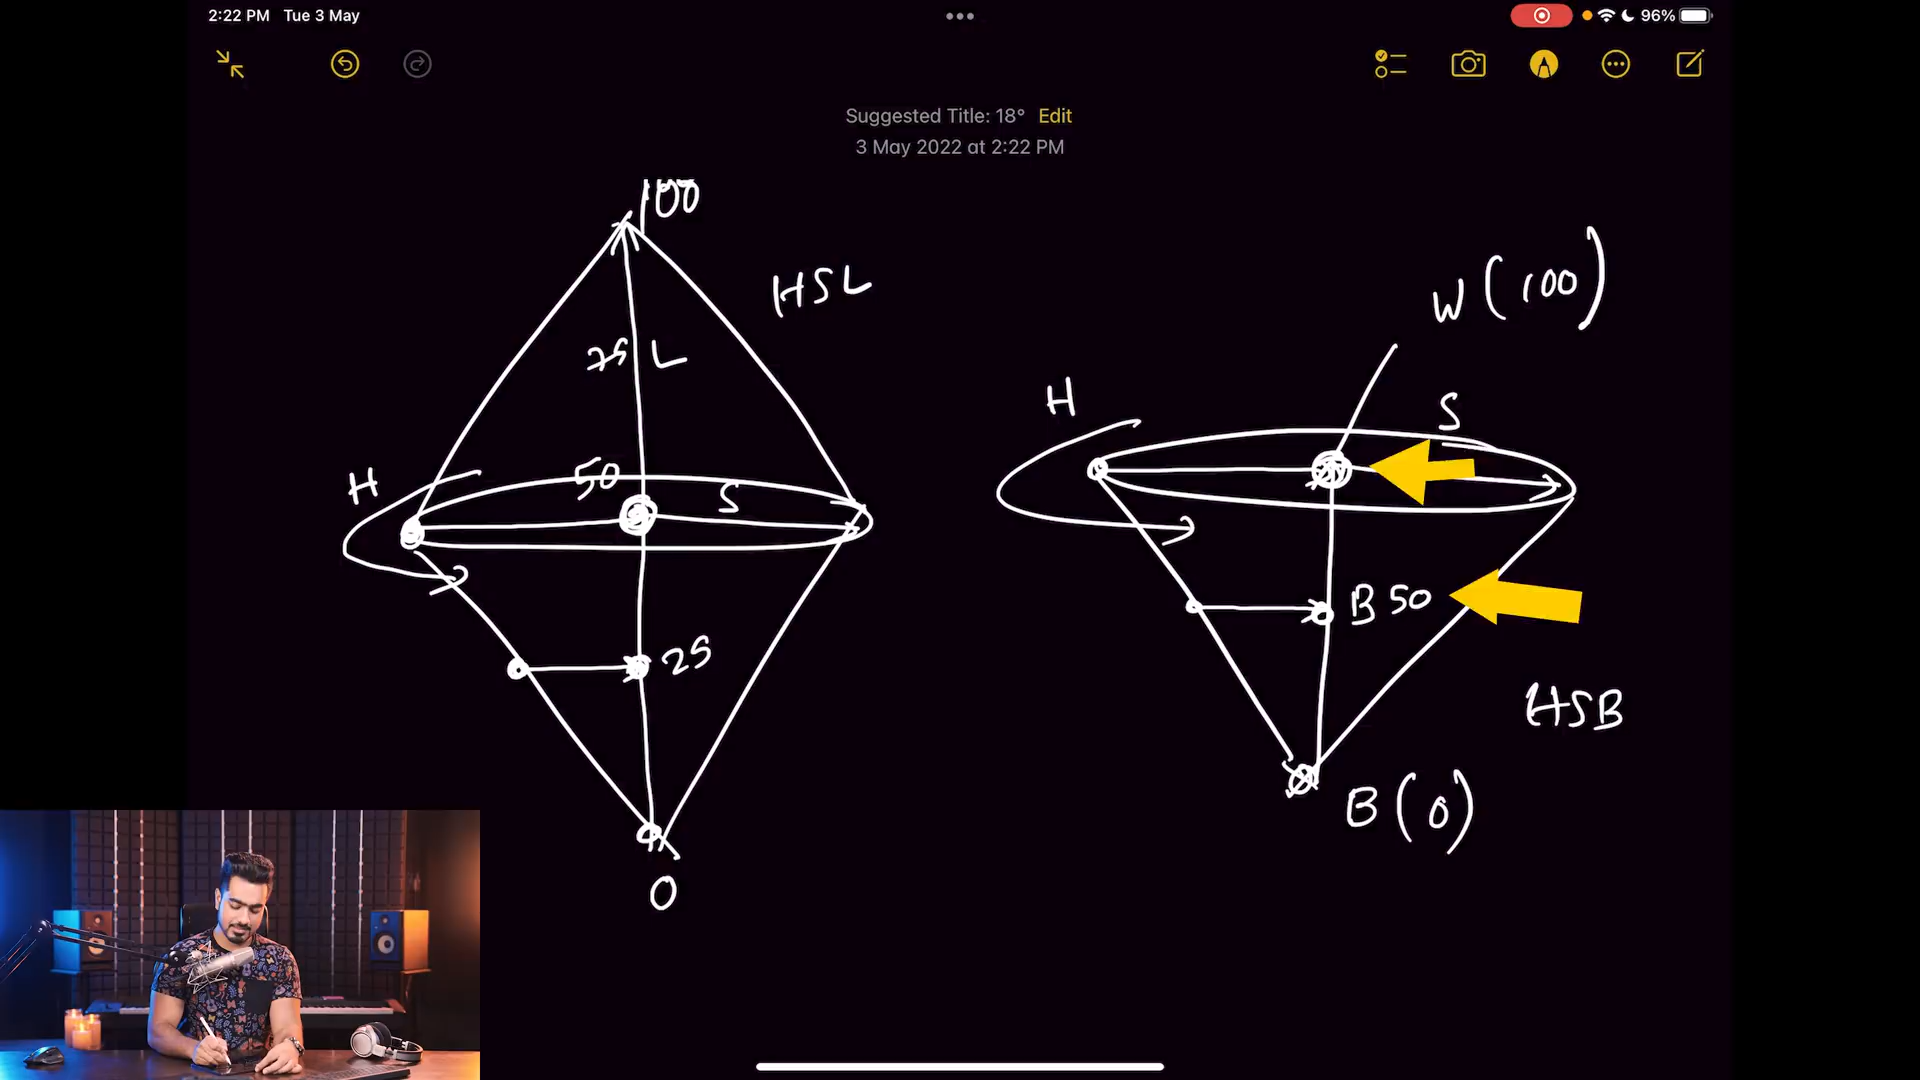 2:22 PM Tue 3 May
96%
Suggested Title: 18° Edit
3 May 2022 at 2:22 PM
100
HSL
75 L
H
50
S
25
0
W (100)
H
S
B 50
HSB
B (0)